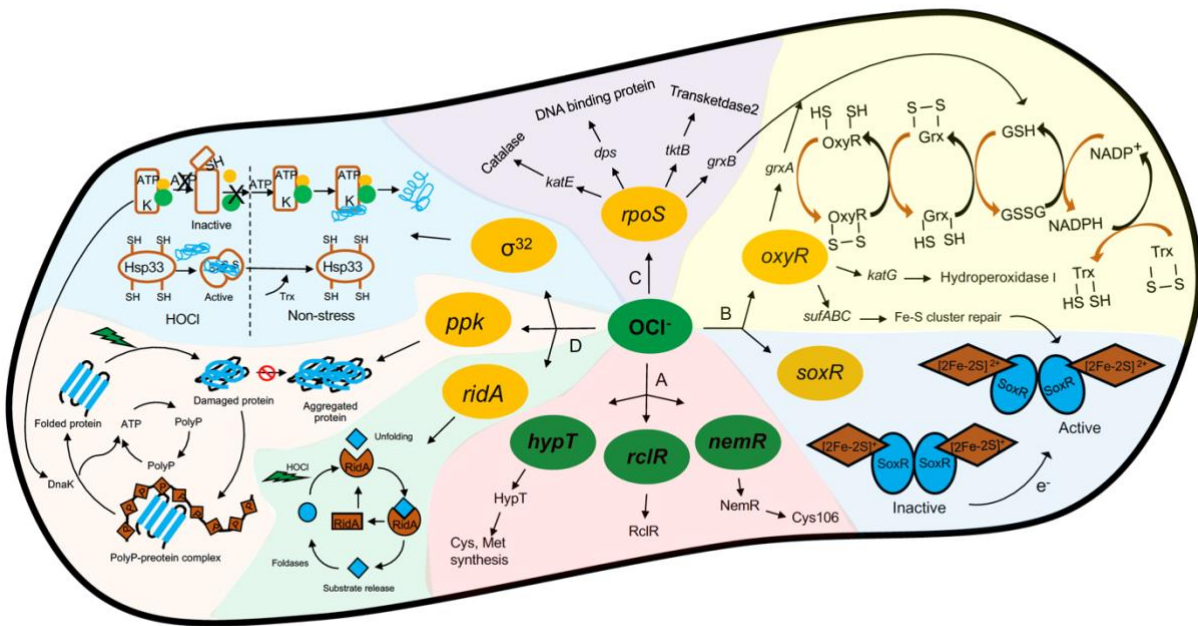 DNA binding protein
Transketdase2
Catalase
dps
tktB
grxB
katE
rpoS
C
HS
SH
OxyR
S-S
Grx
GSH
NADP+
grxA
OxyR
S-S
Grx
HS
SH
GSSG
NADPH
Trx
HS
SH
Trx
S-S
oxyR
katG
Hydroperoxidase I
sufABC
Fe-S cluster repair
B
SH
ATP
K
ATP
ATP
ATP
K
ATP
K
Inactive
SH SH
Hsp33
SH SH
Active
Trx
SH SH
Hsp33
SH SH
HOCl
Non-stress
σ32
OCl-
ppk
D
ridA
soxR
Damaged protein
Aggregated
protein
Folded protein
ATP
PolyP
PolyP
DnaK
P
P
P
P
P
P
PolyP-preotein complex
HOCl
Unfolding
RidA
RidA
RidA
Foldases
Substrate release
A
hypT
rclR
nemR
HypT
Cys, Met
synthesis
RclR
NemR
Cys106
[2Fe-2S]2+
[2Fe-2S]2+
SoxR
SoxR
Active
[2Fe-2S]+
[2Fe-2S]+
SoxR
SoxR
Inactive
e-